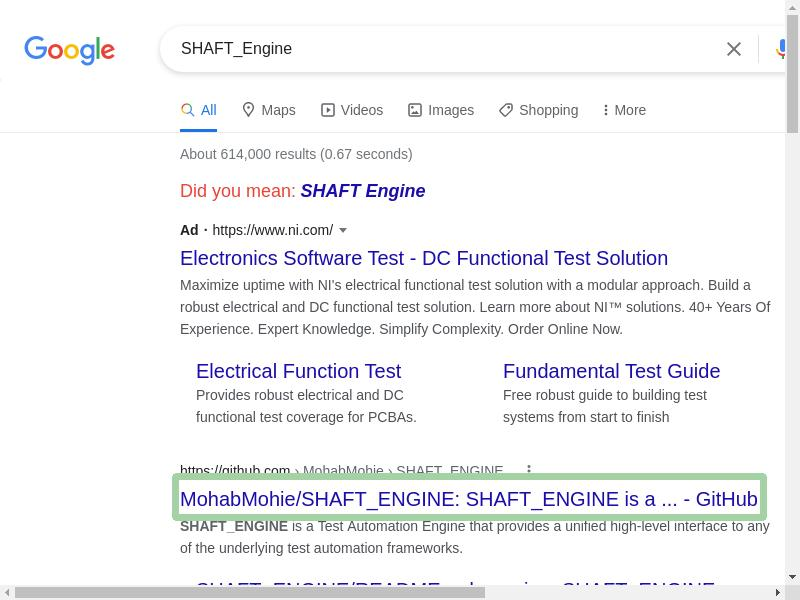 Google
SHAFT_Engine
All Maps Videos Images Shopping More
About 614,000 results (0.67 seconds)
Did you mean: SHAFT Engine
Ad · https://www.ni.com/
Electronics Software Test - DC Functional Test Solution
Maximize uptime with NI's electrical functional test solution with a modular approach. Build a
robust electrical and DC functional test solution. Learn more about NI™ solutions. 40+ Years Of
Experience. Expert Knowledge. Simplify Complexity. Order Online Now.
Electrical Function Test
Provides robust electrical and DC
functional test coverage for PCBAs.
Fundamental Test Guide
Free robust guide to building test
systems from start to finish
https://github.com › MohabMohie › SHAFT_ENGINE
MohabMohie/SHAFT_ENGINE: SHAFT_ENGINE is a ... - GitHub
SHAFT_ENGINE is a Test Automation Engine that provides a unified high-level interface to any
of the underlying test automation frameworks.